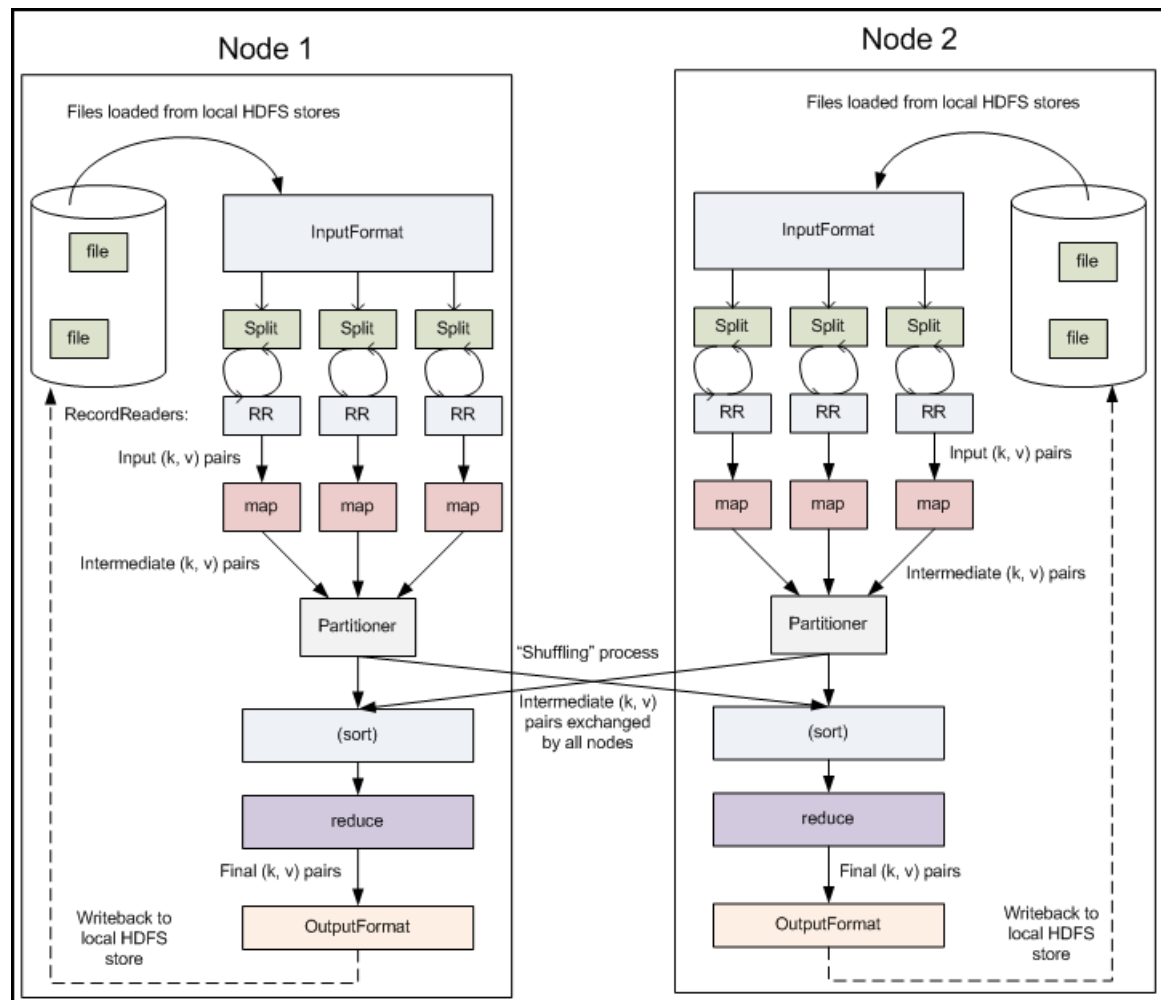 Node 1
Files loaded from local HDFS stores
InputFormat
file
file
Split
Split
Split
RecordReaders:
RR
RR
RR
Input (k, v) pairs
map
map
map
Intermediate (k, v) pairs
Partitioner
(sort)
reduce
Final (k, v) pairs
OutputFormat
Writeback to
local HDFS
store
"Shuffling" process
Intermediate (k, v)
pairs exchanged
by all nodes
Node 2
Files loaded from local HDFS stores
InputFormat
file
file
Split
Split
Split
RR
RR
RR
Input (k, v) pairs
map
map
map
Intermediate (k, v) pairs
Partitioner
(sort)
reduce
Final (k, v) pairs
OutputFormat
Writeback to
local HDFS
store